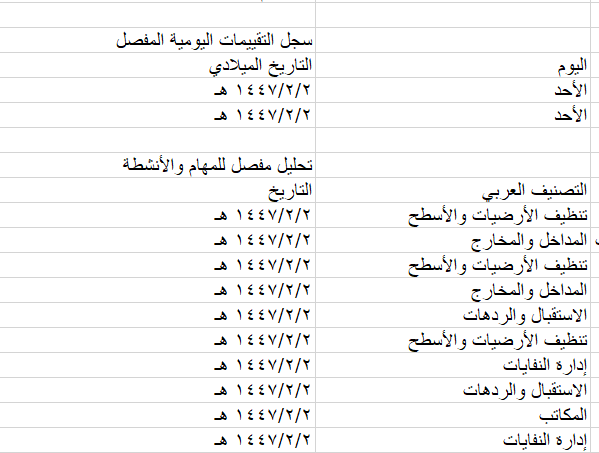 سجل التقييمات اليومية المفصل
اليوم التاريخ الميلادي
الأحد ١٤٤٧/٢/٢ هـ
الأحد ١٤٤٧/٢/٢ هـ
تحليل مفصل للمهام والأنشطة
التصنيف العربي التاريخ
تنظيف الأرضيات والأسطح ١٤٤٧/٢/٢ هـ
المداخل والمخارج ١٤٤٧/٢/٢ هـ
تنظيف الأرضيات والأسطح ١٤٤٧/٢/٢ هـ
المداخل والمخارج ١٤٤٧/٢/٢ هـ
الاستقبال والردهات ١٤٤٧/٢/٢ هـ
تنظيف الأرضيات والأسطح ١٤٤٧/٢/٢ هـ
إدارة النفايات ١٤٤٧/٢/٢ هـ
الاستقبال والردهات ١٤٤٧/٢/٢ هـ
المكاتب ١٤٤٧/٢/٢ هـ
إدارة النفايات ١٤٤٧/٢/٢ هـ